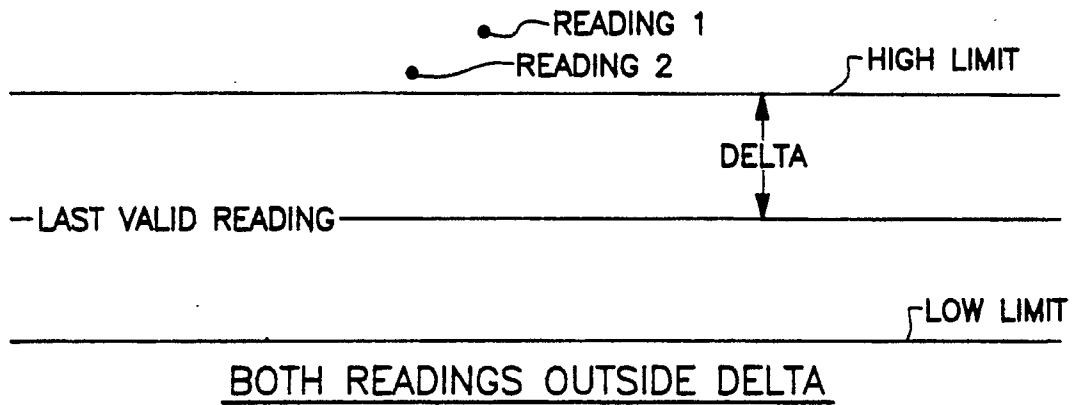 READING 1
READING 2
HIGH LIMIT
DELTA
LAST VALID READING
LOW LIMIT
BOTH READINGS OUTSIDE DELTA